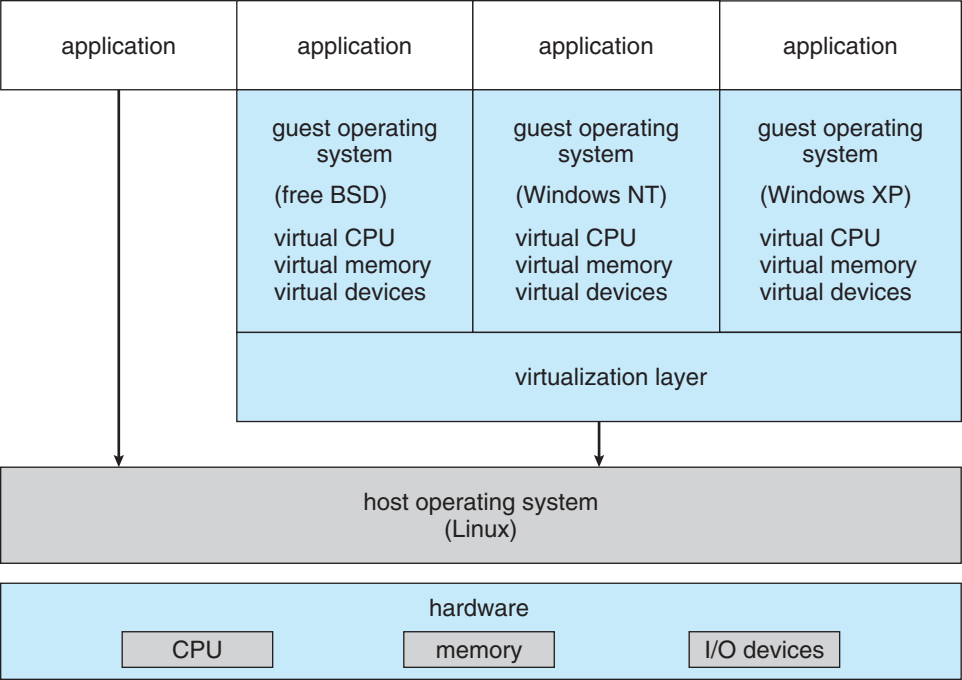 application
application
application
application
guest operating
system
(free BSD)
virtual CPU
virtual memory
virtual devices
guest operating
system
(Windows NT)
virtual CPU
virtual memory
virtual devices
guest operating
system
(Windows XP)
virtual CPU
virtual memory
virtual devices
virtualization layer
host operating system
(Linux)
hardware
CPU
memory
I/O devices